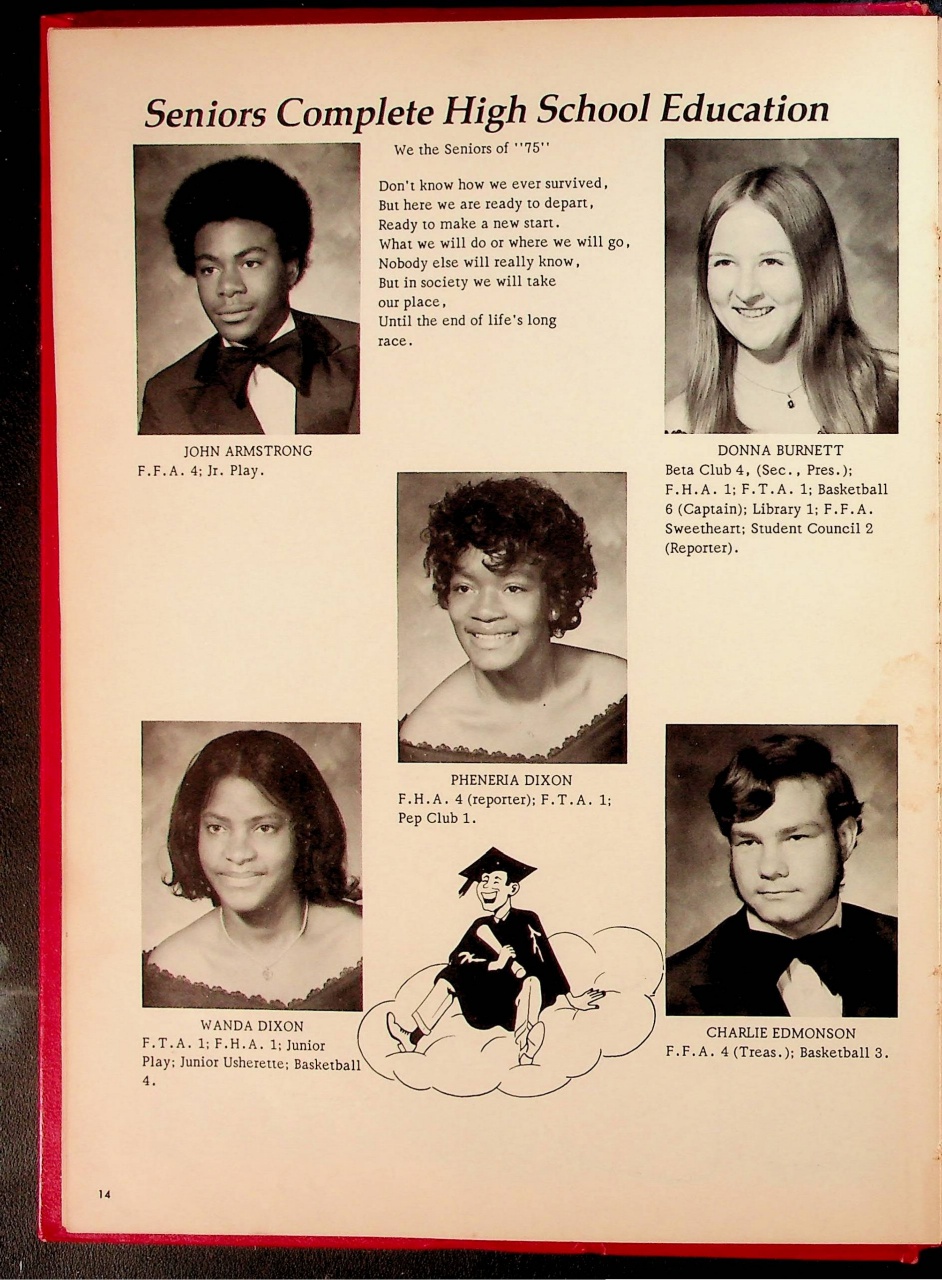 Seniors Complete High School Education
We the Seniors of "75"
Don't know how we ever survived,
But here we are ready to depart,
Ready to make a new start.
What we will do or where we will go,
Nobody else will really know,
But in society we will take
our place,
Until the end of life's long
race.
JOHN ARMSTRONG
F.F.A. 4; Jr. Play.
DONNA BURNETT
Beta Club 4, (Sec., Pres.);
F.H.A. 1; F.T.A. 1; Basketball
6 (Captain); Library 1; F.F.A.
Sweetheart; Student Council 2
(Reporter).
PHENERIA DIXON
F.H.A. 4 (reporter); F.T.A. 1;
Pep Club 1.
WANDA DIXON
F.T.A. 1; F.H.A. 1; Junior
Play; Junior Usherette; Basketball
4.
CHARLIE EDMONSON
F.F.A. 4 (Treas.); Basketball 3.
14